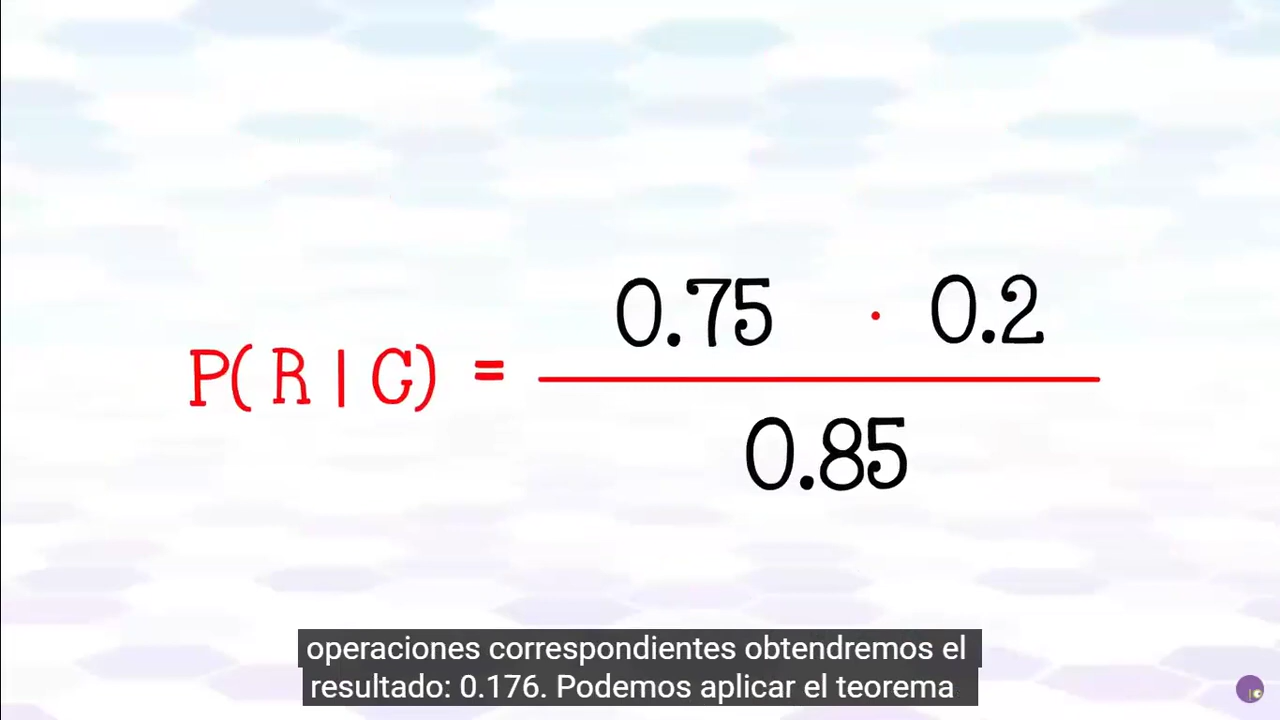 0.75 · 0.2
P( R | G) =
0.85
operaciones correspondientes obtendremos el
resultado: 0.176. Podemos aplicar el teorema